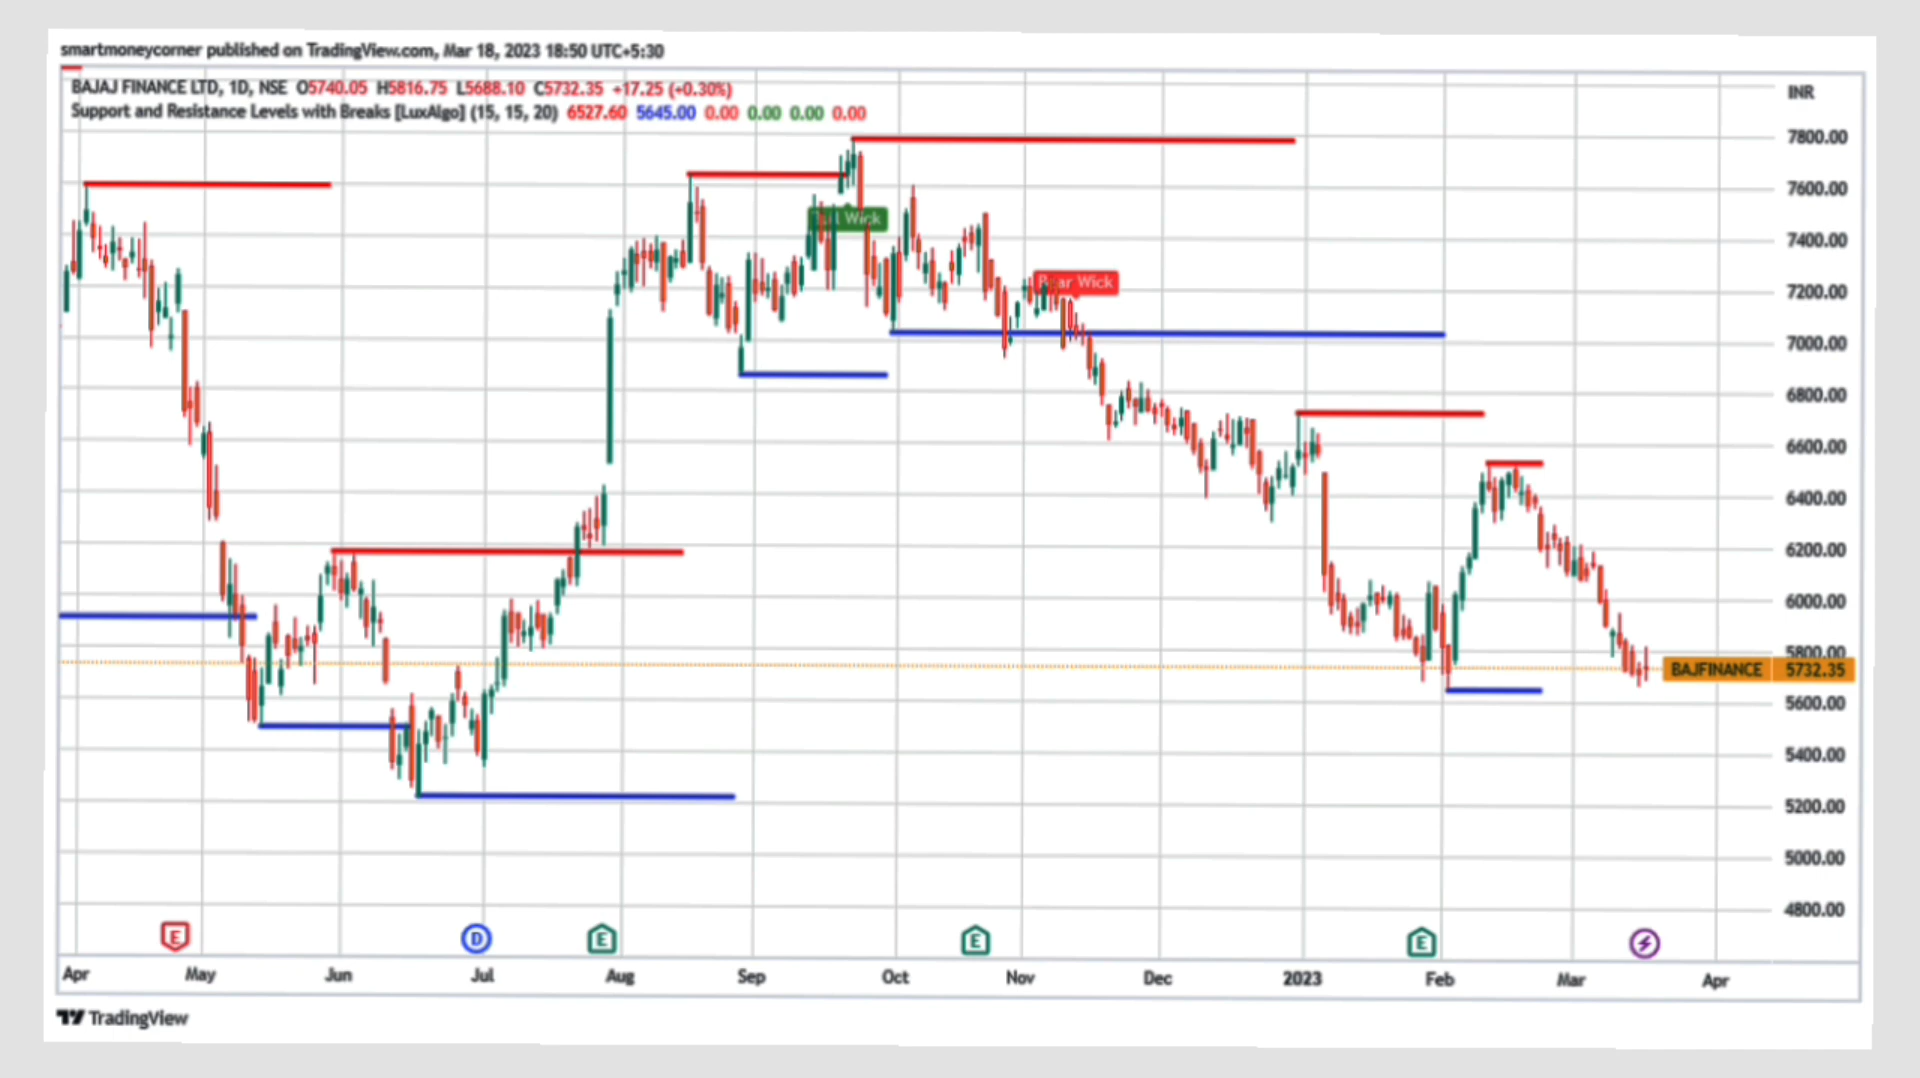 smartmoneycorner published on TradingView.com, Mar 18, 2023 18:50 UTC+5:30
BAJAJ FINANCE LTD, 1D, NSE O5740.05 H5816.75 L5688.10 C5732.35 +17.25 (+0.30%)
INR
Support and Resistance Levels with Breaks [LuxAlgo] (15, 15, 20) 6527.60 5645.00 0.00 0.00 0.00 0.00
7800.00
7600.00
Wick
7400.00
Wick
7200.00
7000.00
6800.00
6600.00
6400.00
6200.00
6000.00
5800.00
BAJFINANCE 5732.35
5600.00
5400.00
5200.00
5000.00
4800.00
E D E E E
Apr May Jun Jul Aug Sep Oct Nov Dec 2023 Feb Mar Apr
TradingView